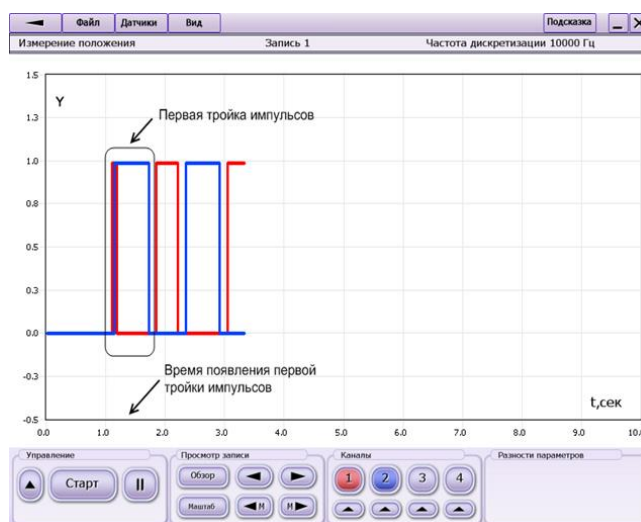 Файл Датчики Вид Подсказка
Измерение положения Запись 1 Частота дискретизации 10000 Гц
1.5
Y
1.3
Первая тройка импульсов
1.0
0.8
0.5
0.3
0.0
Время появления первой
тройки импульсов
-0.3
t,сек
-0.5
0.0 1.0 2.0 3.0 4.0 5.0 6.0 7.0 8.0 9.0 10.
Управление Просмотр записи Каналы Разности параметров
Обзор
Старт 1 2 3 4
Маштаб М М